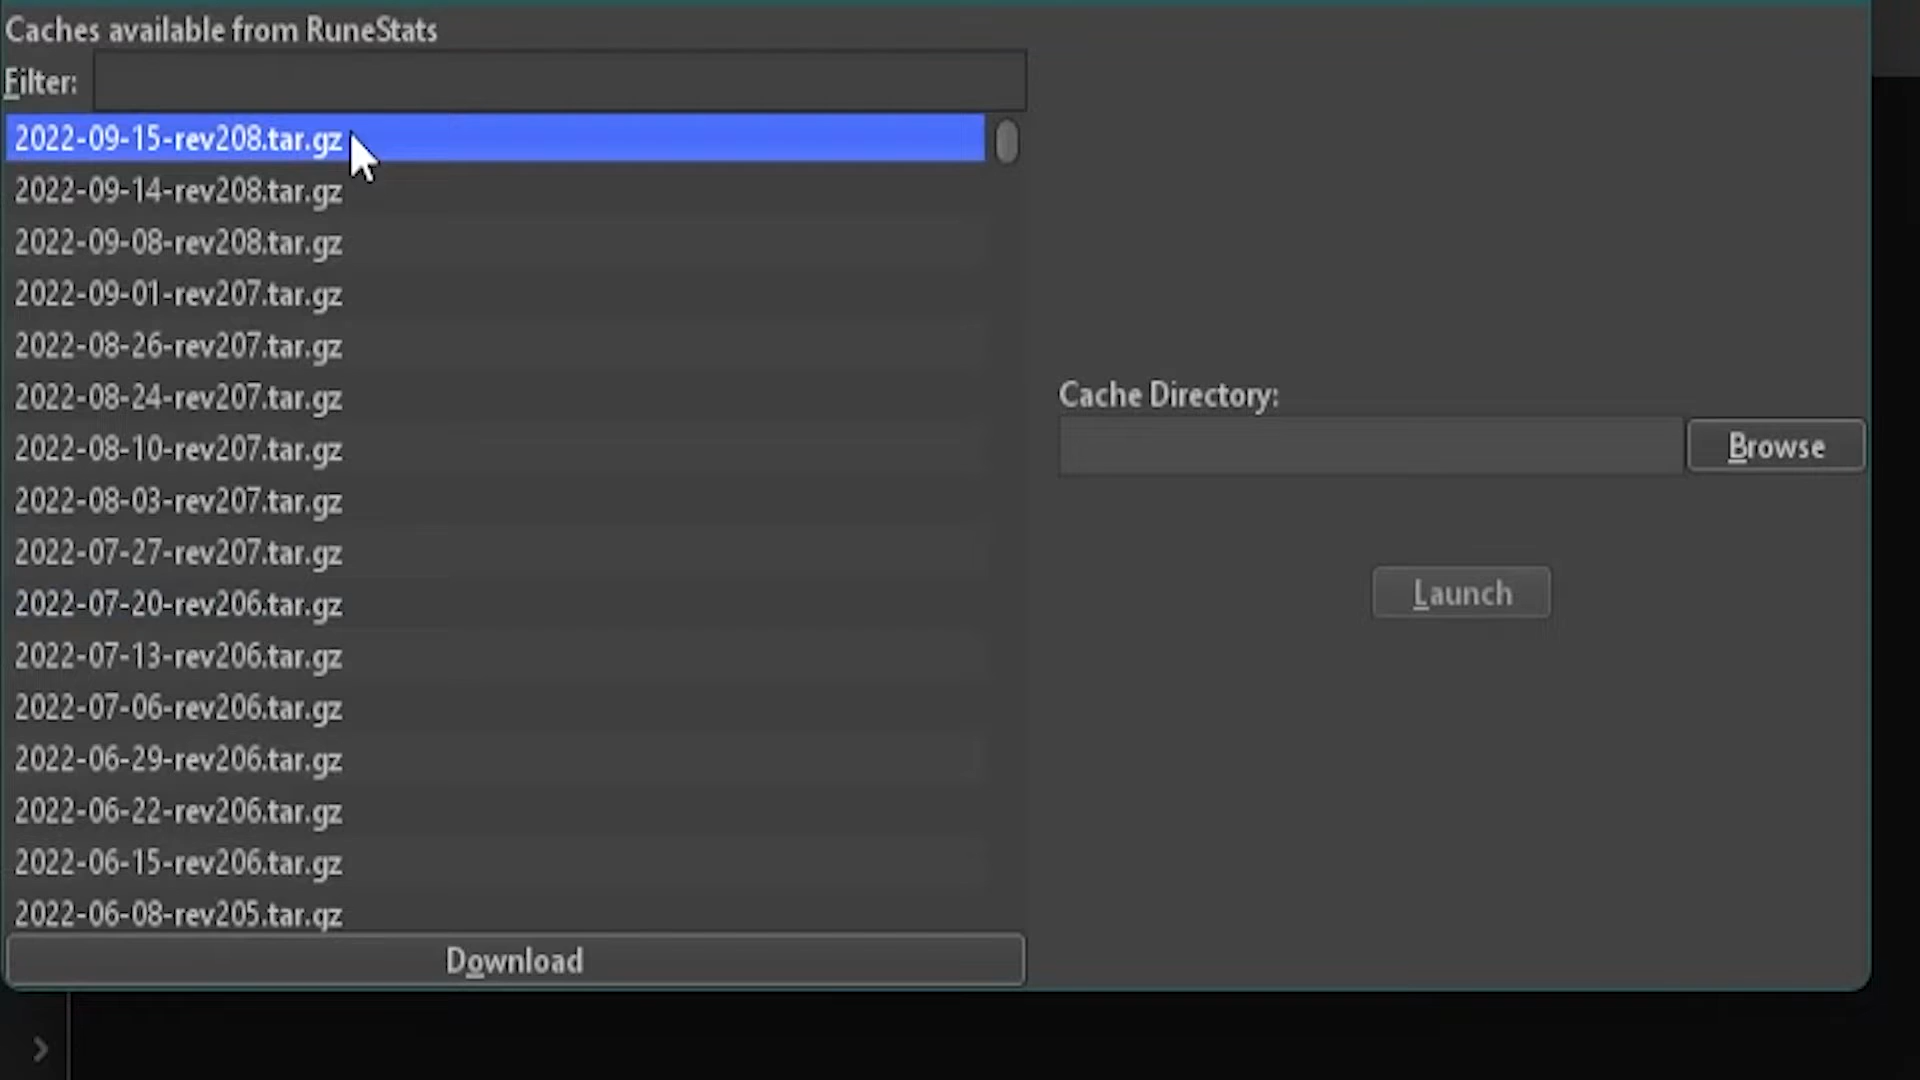 Caches available from RuneStats
Filter:
2022-09-15-rev208.tar.gz
2022-09-14-rev208.tar.gz
2022-09-08-rev208.tar.gz
2022-09-01-rev207.tar.gz
2022-08-26-rev207.tar.gz
2022-08-24-rev207.tar.gz
2022-08-10-rev207.tar.gz
2022-08-03-rev207.tar.gz
2022-07-27-rev207.tar.gz
2022-07-20-rev206.tar.gz
2022-07-13-rev206.tar.gz
2022-07-06-rev206.tar.gz
2022-06-29-rev206.tar.gz
2022-06-22-rev206.tar.gz
2022-06-15-rev206.tar.gz
2022-06-08-rev205.tar.gz
Download
Cache Directory:
Browse
Launch